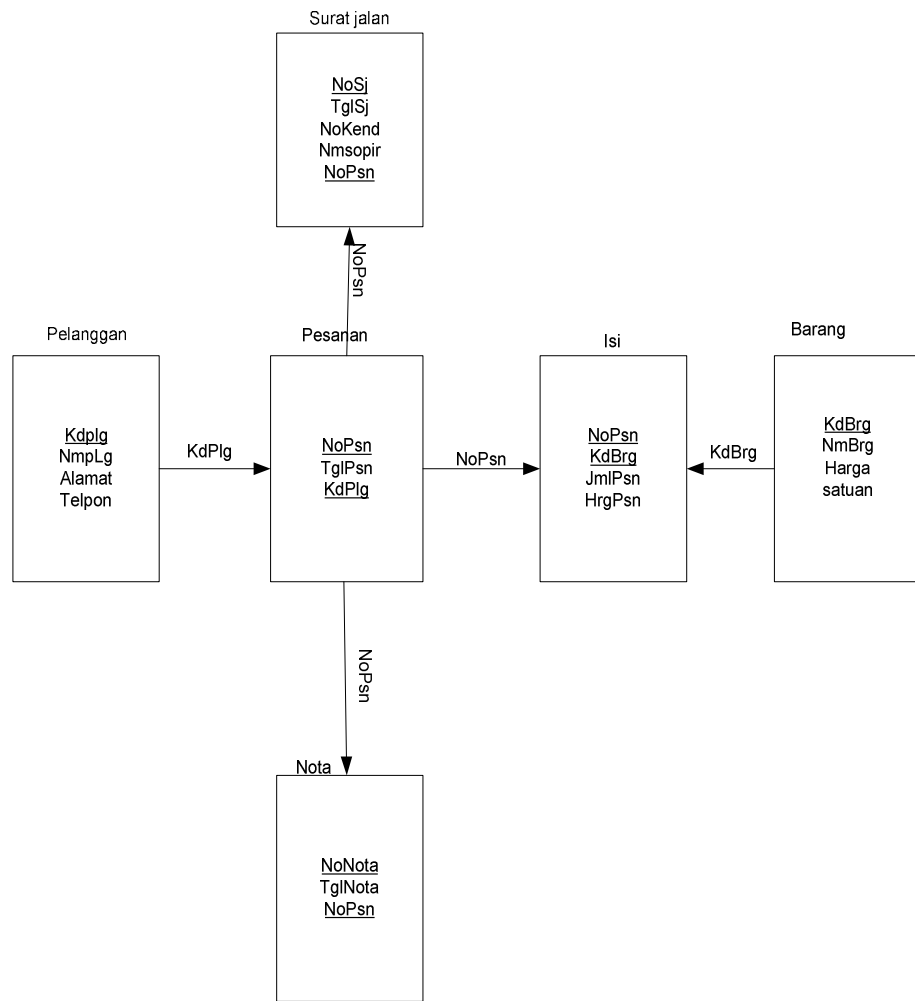 Surat jalan
NoSj
TglSj
NoKend
Nmsopir
NoPsn
NoPsn
Pelanggan
Kdplg
NmpLg
Alamat
Telpon
KdPlg
Pesanan
NoPsn
TglPsn
KdPlg
NoPsn
Isi
NoPsn
KdBrg
JmlPsn
HrgPsn
KdBrg
Barang
KdBrg
NmBrg
Harga
satuan
NoPsn
Nota
NoNota
TglNota
NoPsn